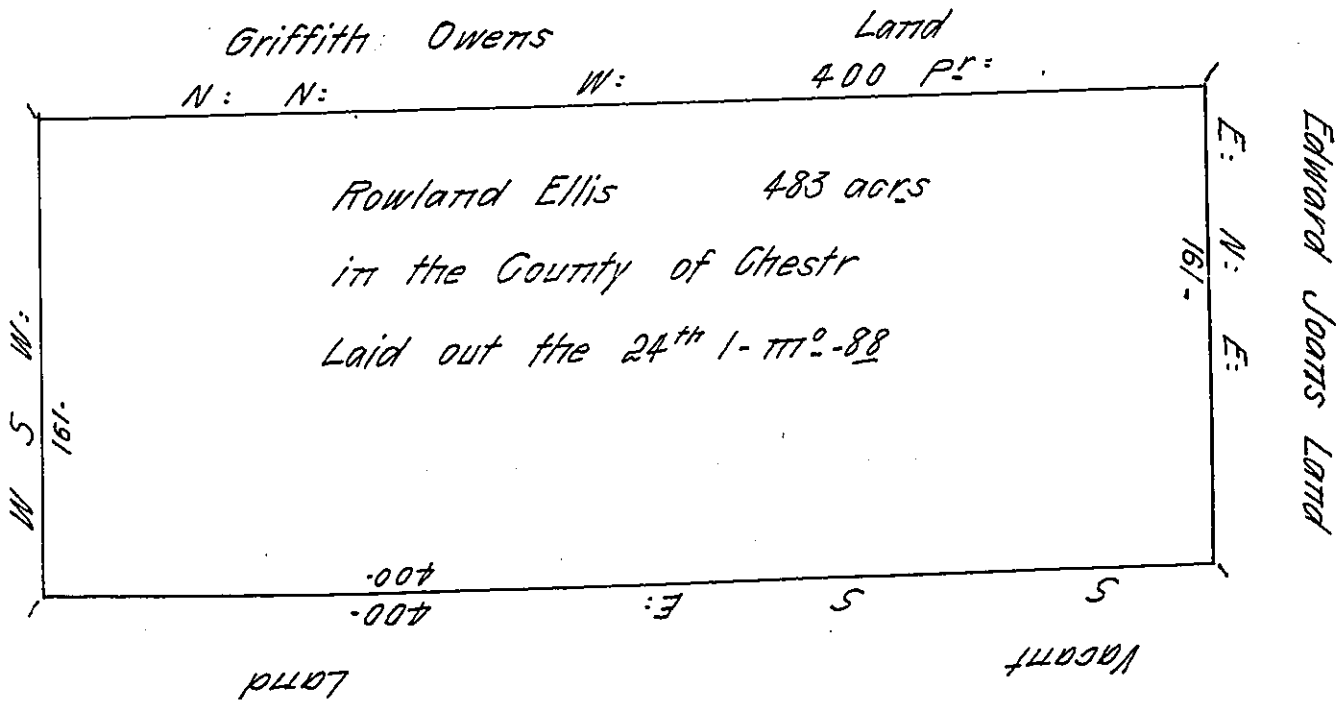 Griffith: Owens Land
N: N: W: 400 Pr:
Rowland Ellis 483 acrs
in the County of Chestr
Laid out the 24th 1-mo-88
E: N: E:
161-
Edward Joans Land
W S W:
161-
400-
S S E: 400-
Vacant Land